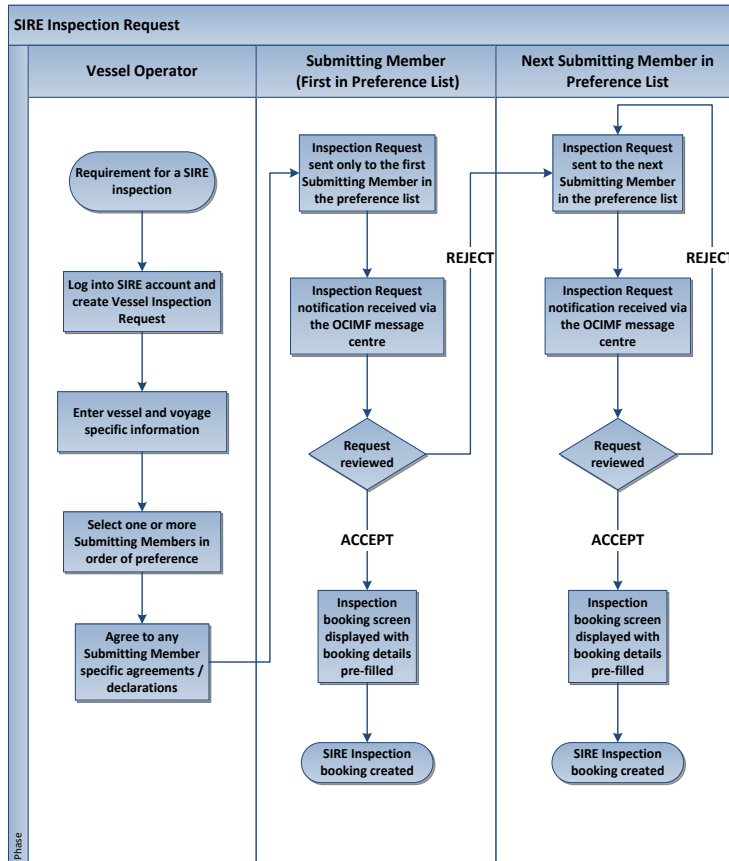 SIRE Inspection Request
Vessel Operator
Submitting Member
(First in Preference List)
Next Submitting Member in
Preference List
Requirement for a SIRE
inspection
Log into SIRE account and
create Vessel Inspection
Request
Enter vessel and voyage
specific information
Select one or more
Submitting Members in
order of preference
Agree to any
Submitting Member
specific agreements /
declarations
Inspection Request
sent only to the first
Submitting Member in
the preference list
Inspection Request
notification received via
the OCIMF message
centre
Request
reviewed
REJECT
ACCEPT
Inspection
booking screen
displayed with
booking details
pre-filled
SIRE Inspection
booking created
Inspection Request
sent to the next
Submitting Member
in the preference list
Inspection Request
notification received via
the OCIMF message
centre
Request
reviewed
REJECT
ACCEPT
Inspection
booking screen
displayed with
booking details
pre-filled
SIRE Inspection
booking created
Phase